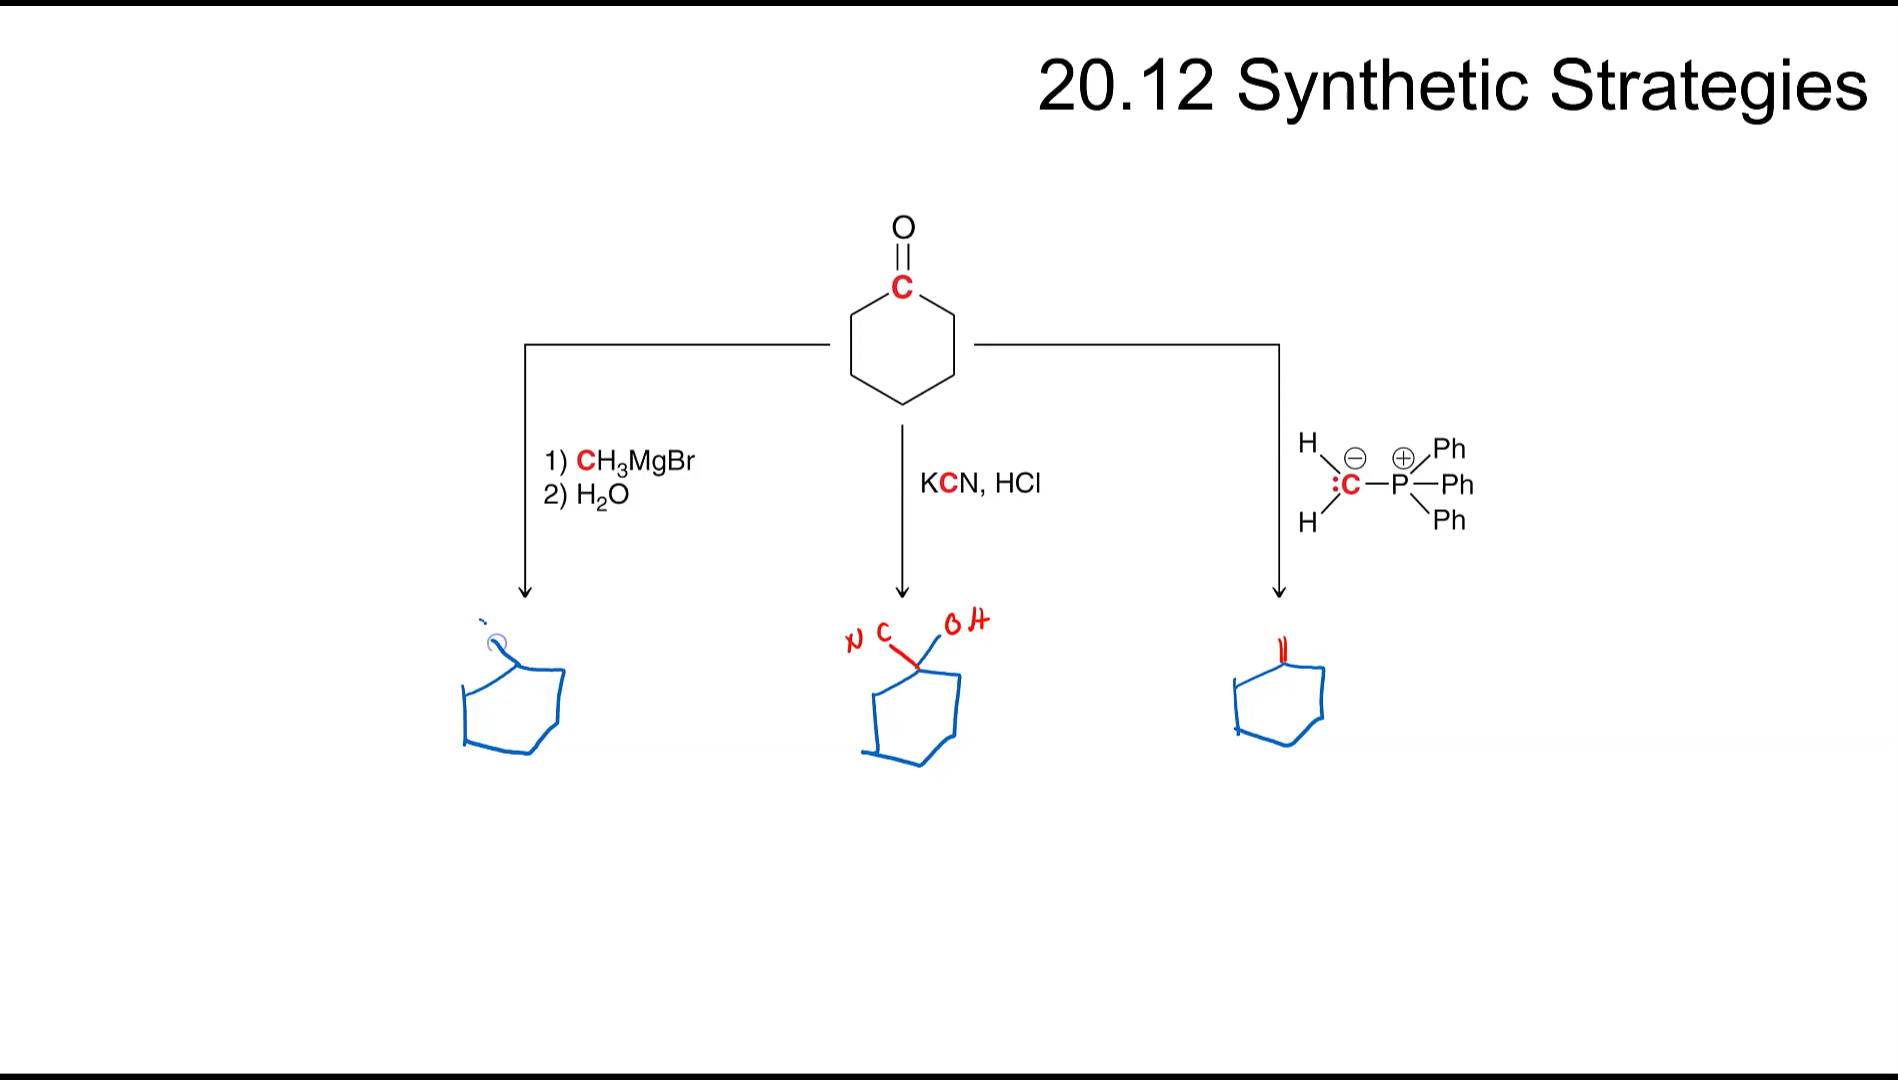 20.12 Synthetic Strategies
O
C
1) CH₃MgBr
2) H₂O
KCN, HCl
H
⊖
⊕
Ph
:C—P—Ph
H
Ph
NC
OH